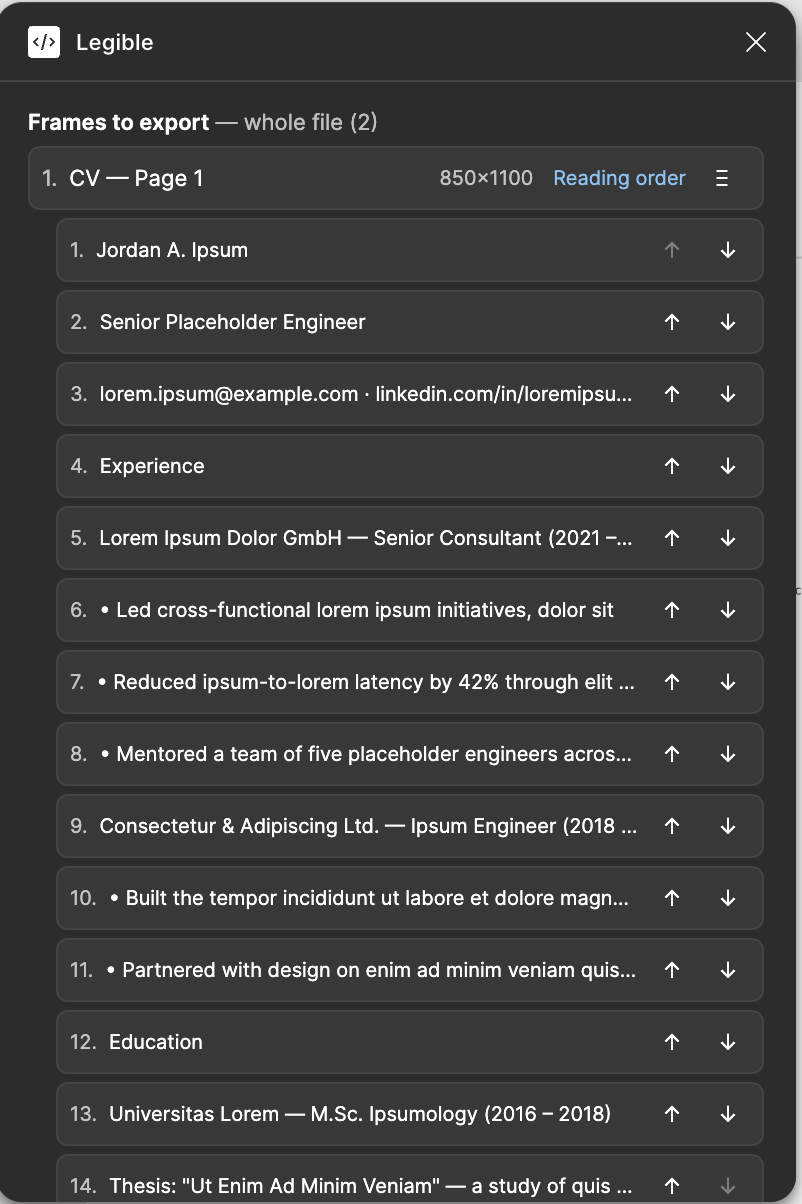 </> Legible
Frames to export — whole file (2)
1. CV — Page 1 850×1100 Reading order
1. Jordan A. Ipsum
2. Senior Placeholder Engineer
3. lorem.ipsum@example.com · linkedin.com/in/loremipsu...
4. Experience
5. Lorem Ipsum Dolor GmbH — Senior Consultant (2021 –...
6. • Led cross-functional lorem ipsum initiatives, dolor sit
7. • Reduced ipsum-to-lorem latency by 42% through elit ...
8. • Mentored a team of five placeholder engineers acros...
9. Consectetur & Adipiscing Ltd. — Ipsum Engineer (2018 ...
10. • Built the tempor incididunt ut labore et dolore magn...
11. • Partnered with design on enim ad minim veniam quis...
12. Education
13. Universitas Lorem — M.Sc. Ipsumology (2016 – 2018)
14. Thesis: "Ut Enim Ad Minim Veniam" — a study of quis ...